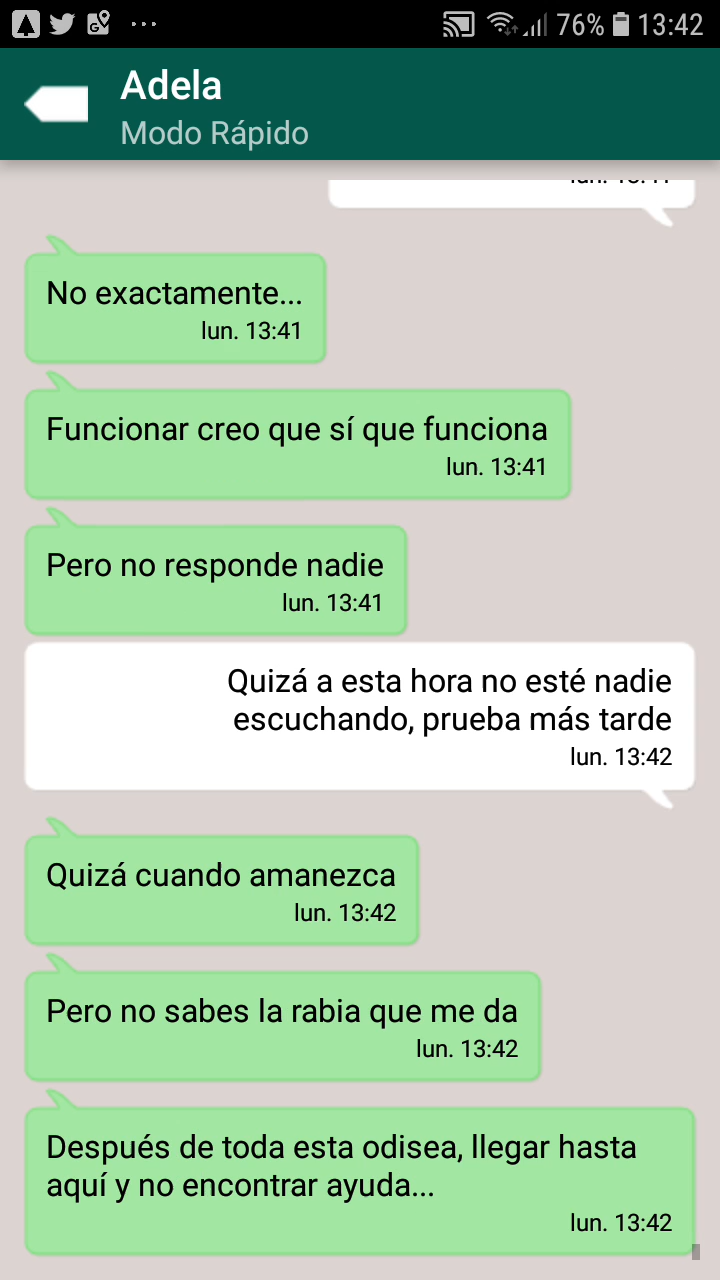 76% 13:42
Adela
Modo Rápido
No exactamente...
lun. 13:41
Funcionar creo que sí que funciona
lun. 13:41
Pero no responde nadie
lun. 13:41
Quizá a esta hora no esté nadie
escuchando, prueba más tarde
lun. 13:42
Quizá cuando amanezca
lun. 13:42
Pero no sabes la rabia que me da
lun. 13:42
Después de toda esta odisea, llegar hasta
aquí y no encontrar ayuda...
lun. 13:42